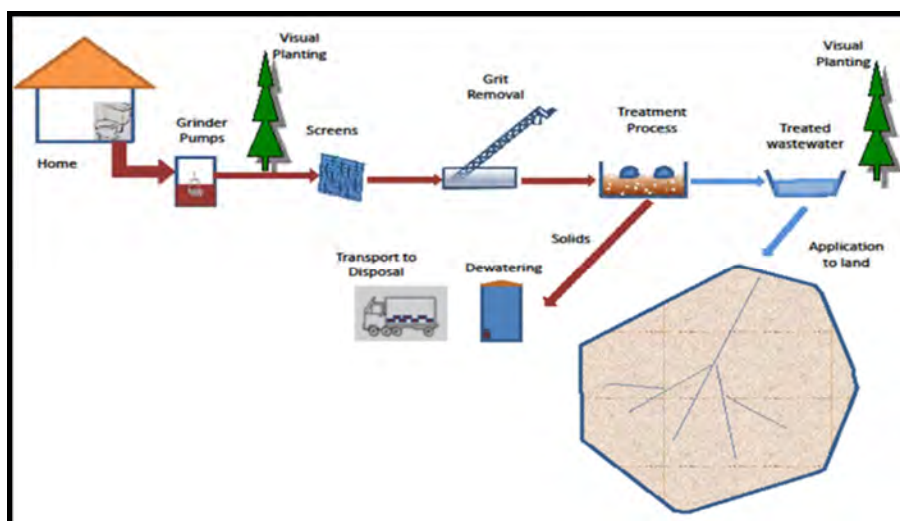 Visual
Planting
Grinder
Pumps
Home
Screens
Grit
Removal
Treatment
Process
Treated
wastewater
Visual
Planting
Solids
Transport to
Disposal
Dewatering
Application
to land